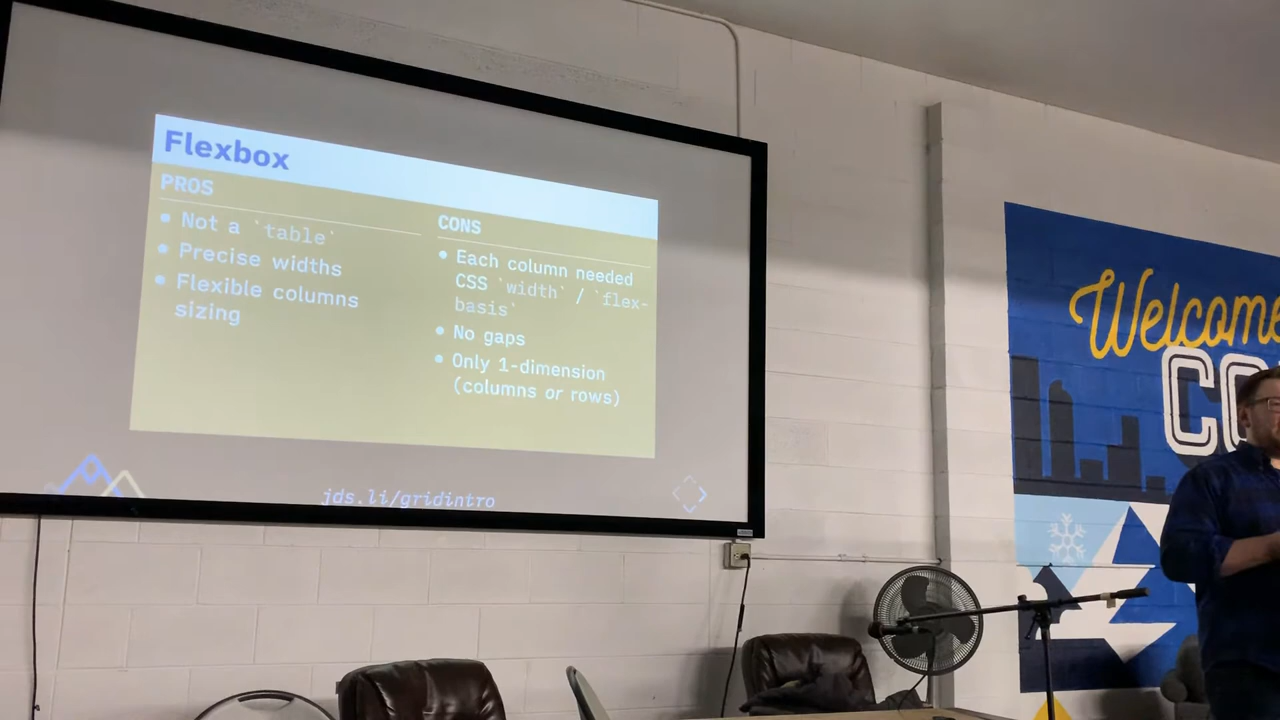 Flexbox
PROS
● Not a `table`
● Precise widths
● Flexible columns
sizing
CONS
● Each column needed
CSS `width` / `flex-
basis`
● No gaps
● Only 1-dimension
(columns or rows)
jds.li/gridintro
Welcome